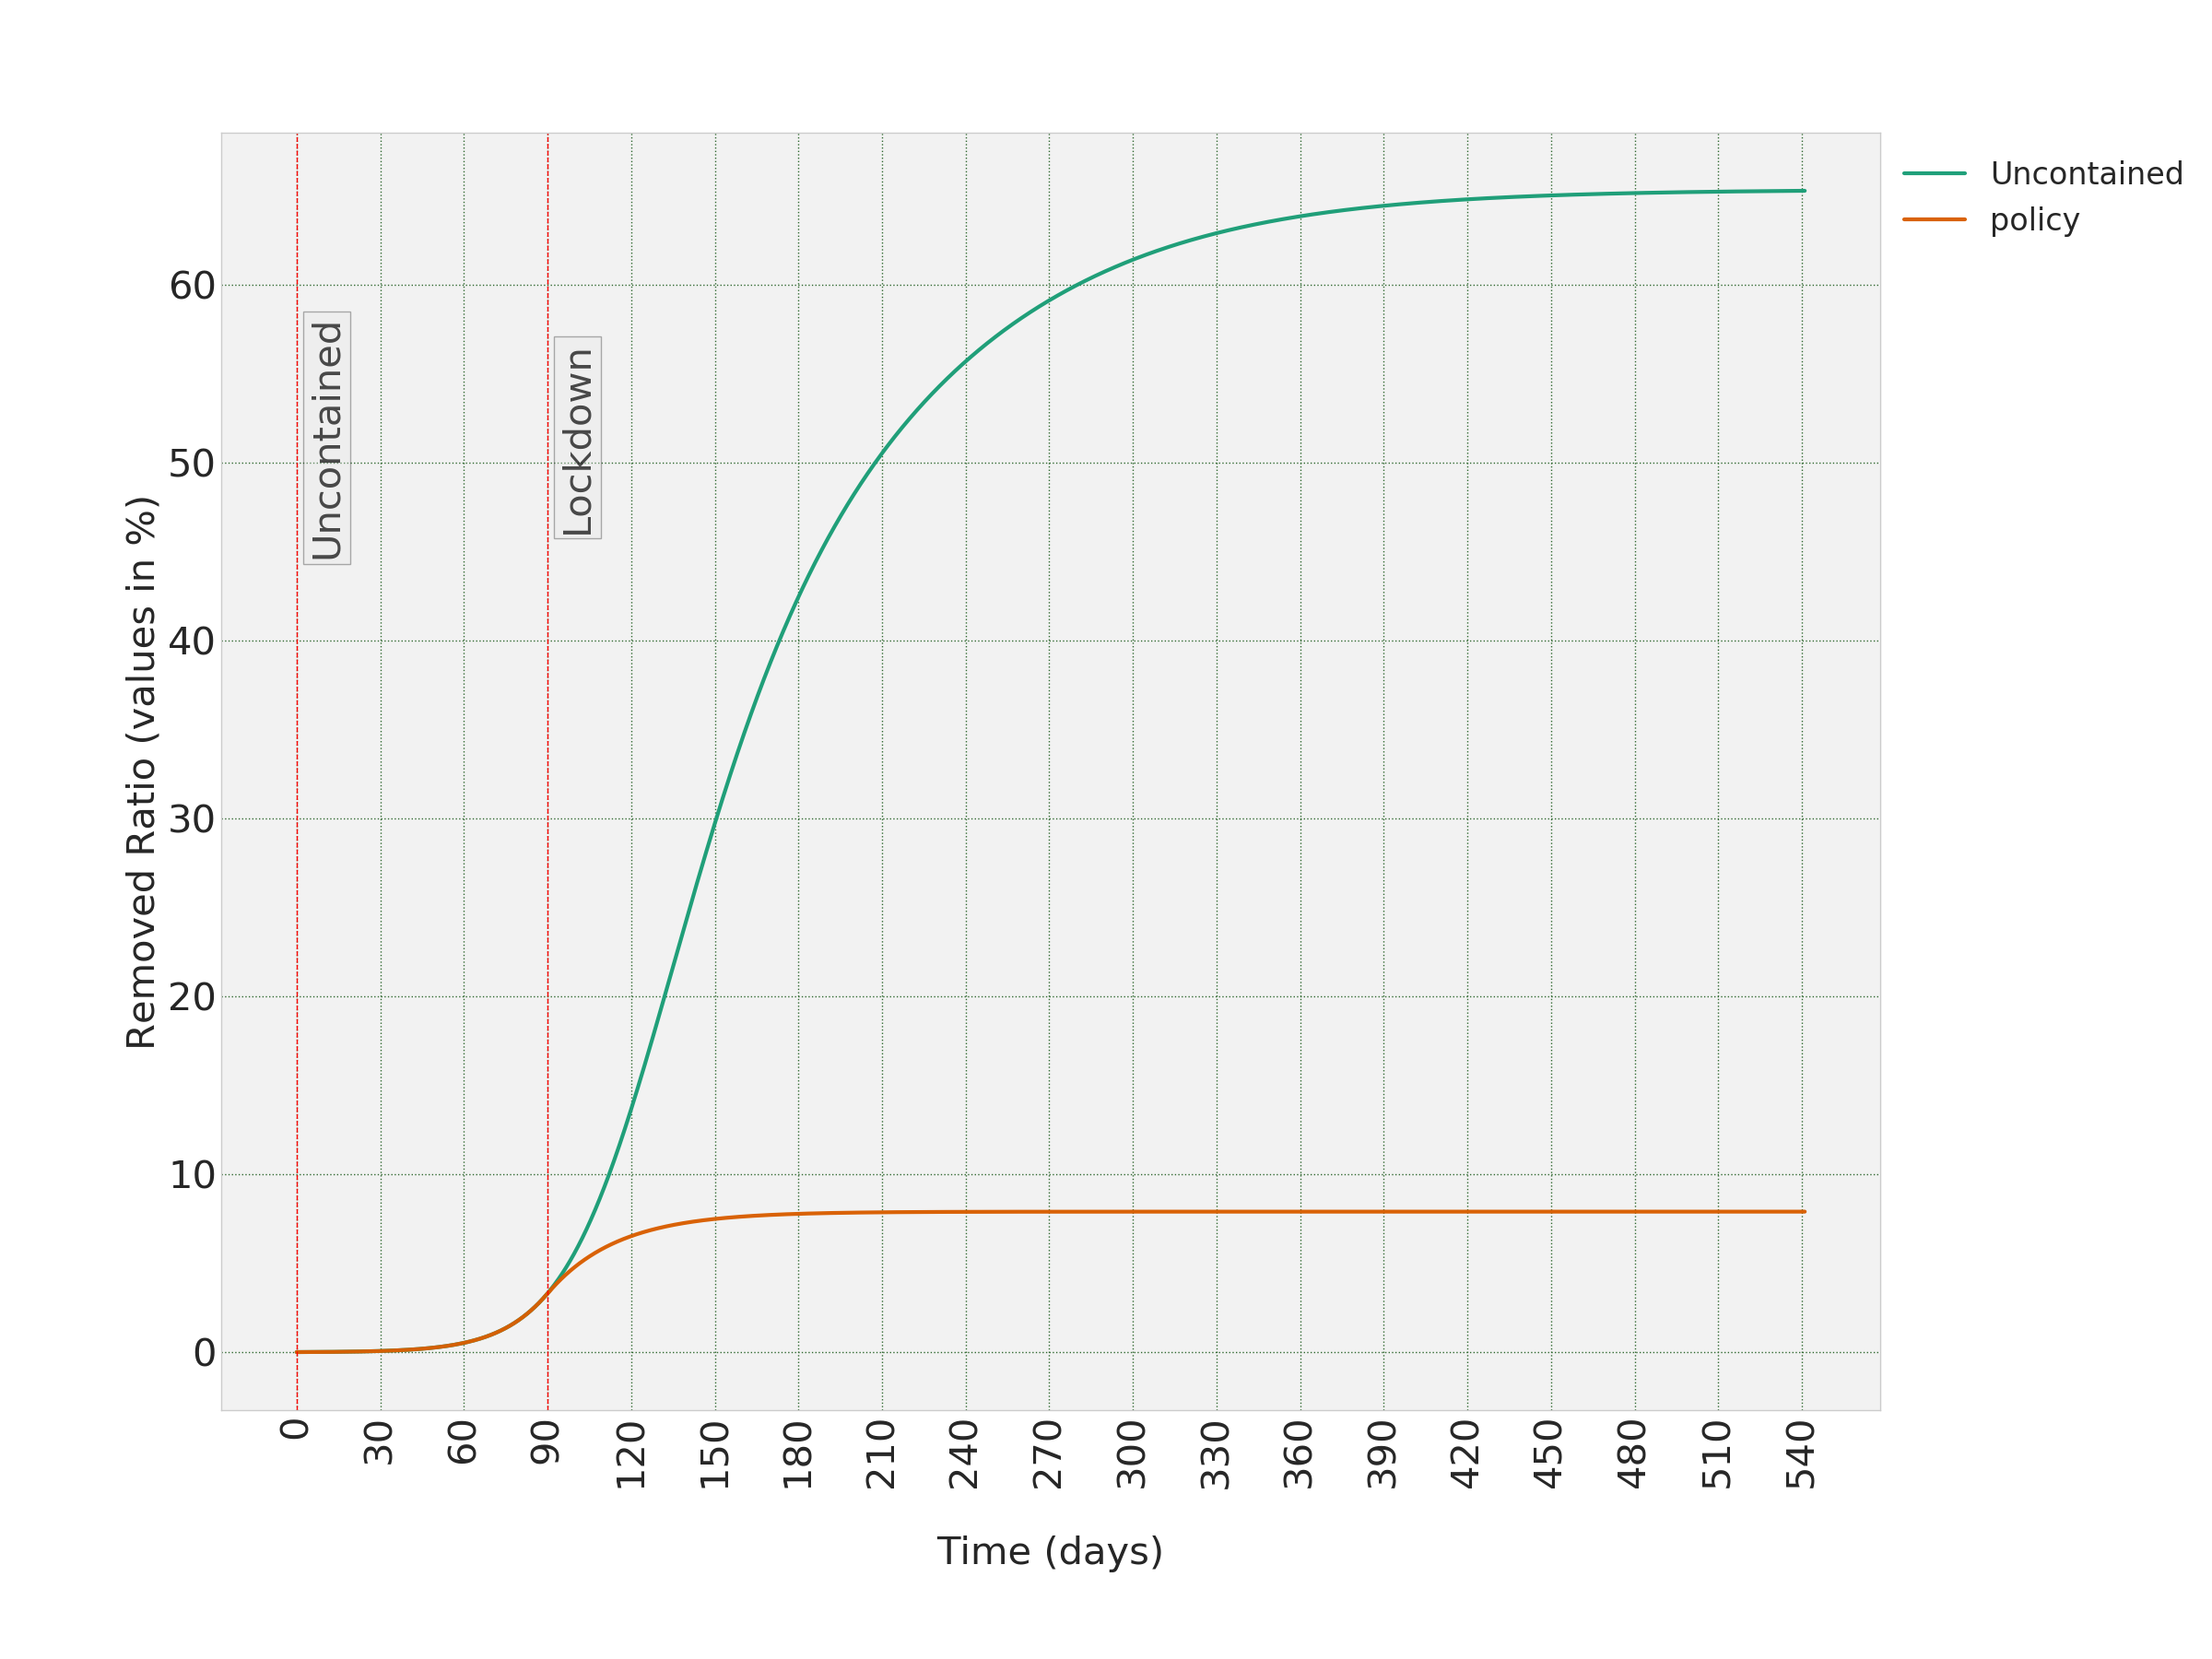 Uncontained
policy
Uncontained
Lockdown
Removed Ratio (values in %)
60
50
40
30
20
10
0
0 30 60 90 120 150 180 210 240 270 300 330 360 390 420 450 480 510 540
Time (days)